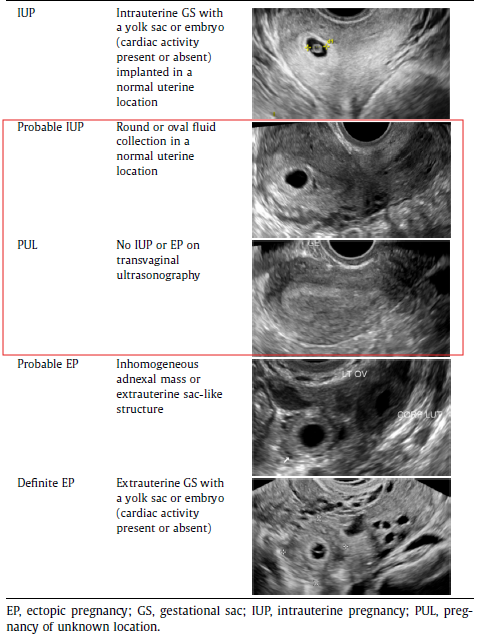 IUP
Intrauterine GS with
a yolk sac or embryo
(cardiac activity
present or absent)
implanted in a
normal uterine
location
Probable IUP
Round or oval fluid
collection in a
normal uterine
location
PUL
No IUP or EP on
transvaginal
ultrasonography
Probable EP
Inhomogeneous
adnexal mass or
extrauterine sac-like
structure
LT OV
Definite EP
Extrauterine GS with
a yolk sac or embryo
(cardiac activity
present or absent)
EP, ectopic pregnancy; GS, gestational sac; IUP, intrauterine pregnancy; PUL, preg-
nancy of unknown location.